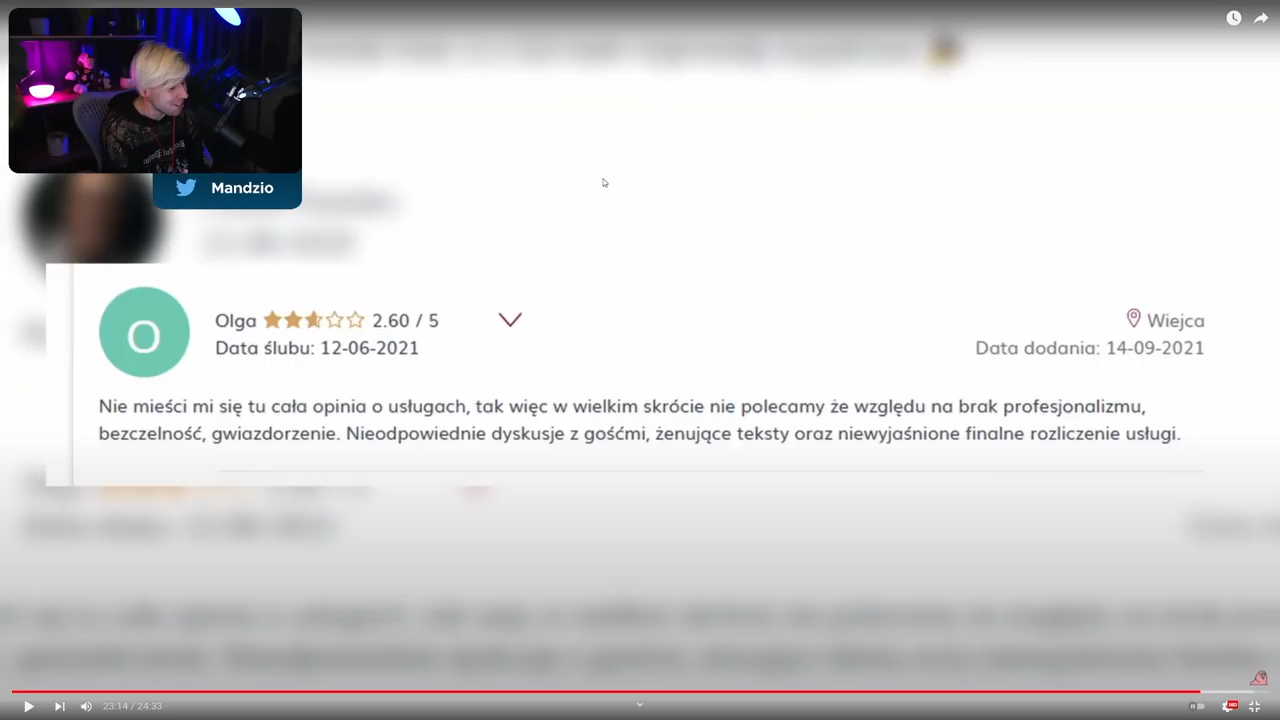 Mandzio
Olga 2.60 / 5
Wiejca
Data ślubu: 12-06-2021
Data dodania: 14-09-2021
Nie mieści mi się tu cała opinia o usługach, tak więc w wielkim skrócie nie polecamy że względu na brak profesjonalizmu,
bezczelność, gwiazdorzenie. Nieodpowiednie dyskusje z gośćmi, żenujące teksty oraz niewyjaśnione finalne rozliczenie usługi.
O
23:14 / 24:33
HD